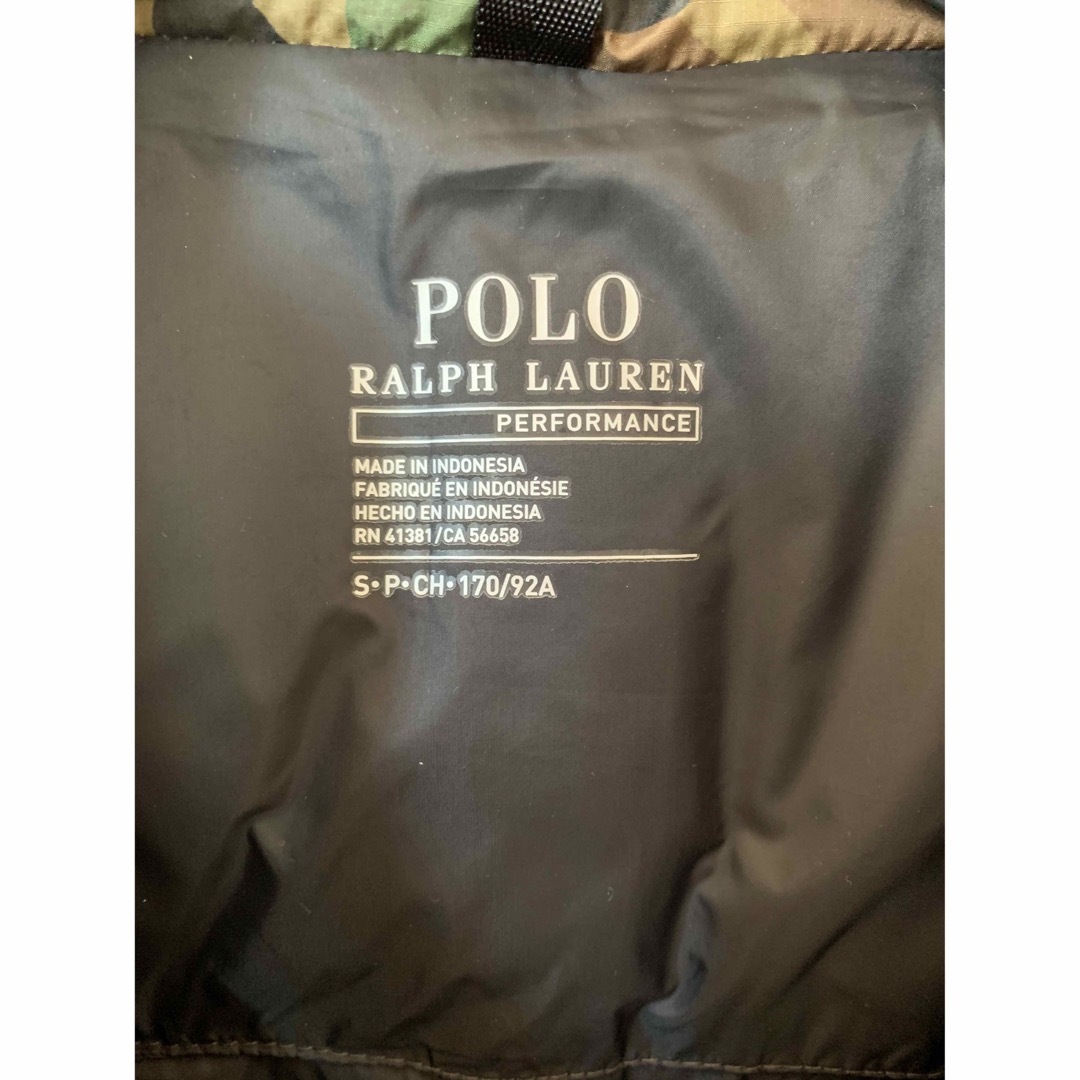 POLO
RALPH LAUREN
PERFORMANCE
MADE IN INDONESIA
FABRIQUÉ EN INDONÉSIE
HECHO EN INDONESIA
RN 41381/CA 56658
S•P•CH•170/92A